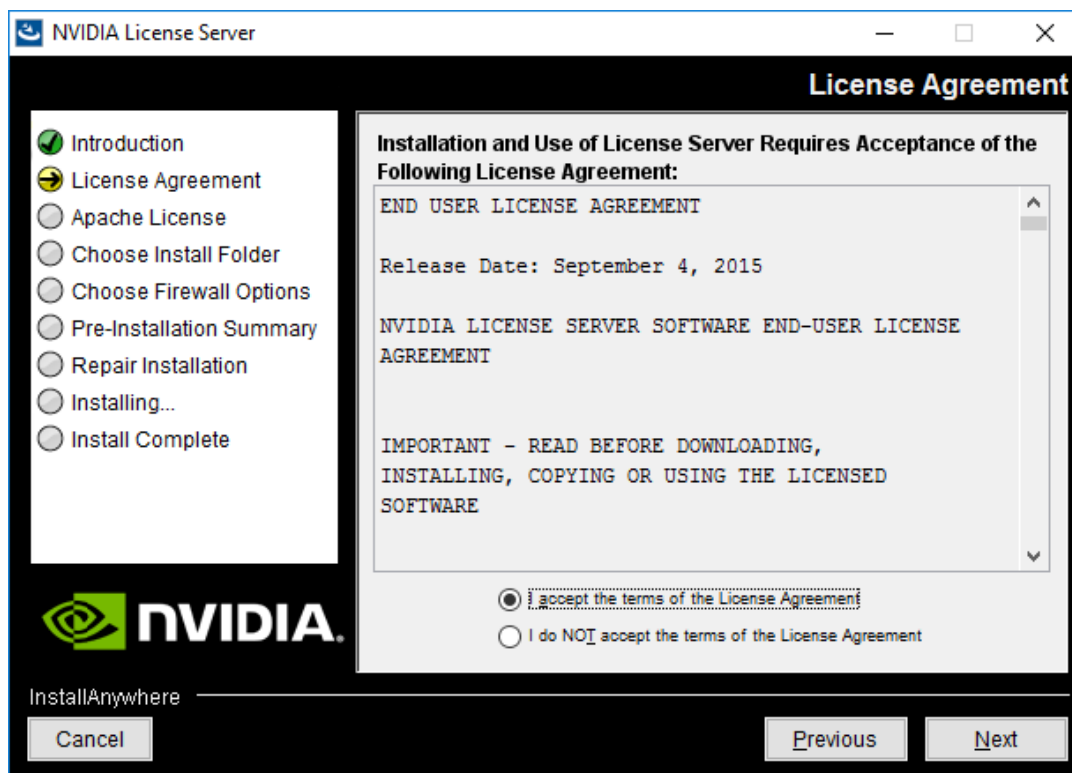 NVIDIA License Server
License Agreement
Introduction
License Agreement
Apache License
Choose Install Folder
Choose Firewall Options
Pre-Installation Summary
Repair Installation
Installing...
Install Complete
Installation and Use of License Server Requires Acceptance of the
Following License Agreement:
END USER LICENSE AGREEMENT
Release Date: September 4, 2015
NVIDIA LICENSE SERVER SOFTWARE END-USER LICENSE
AGREEMENT
IMPORTANT - READ BEFORE DOWNLOADING,
INSTALLING, COPYING OR USING THE LICENSED
SOFTWARE
I accept the terms of the License Agreement
I do NOT accept the terms of the License Agreement
NVIDIA.
InstallAnywhere
Cancel
Previous
Next